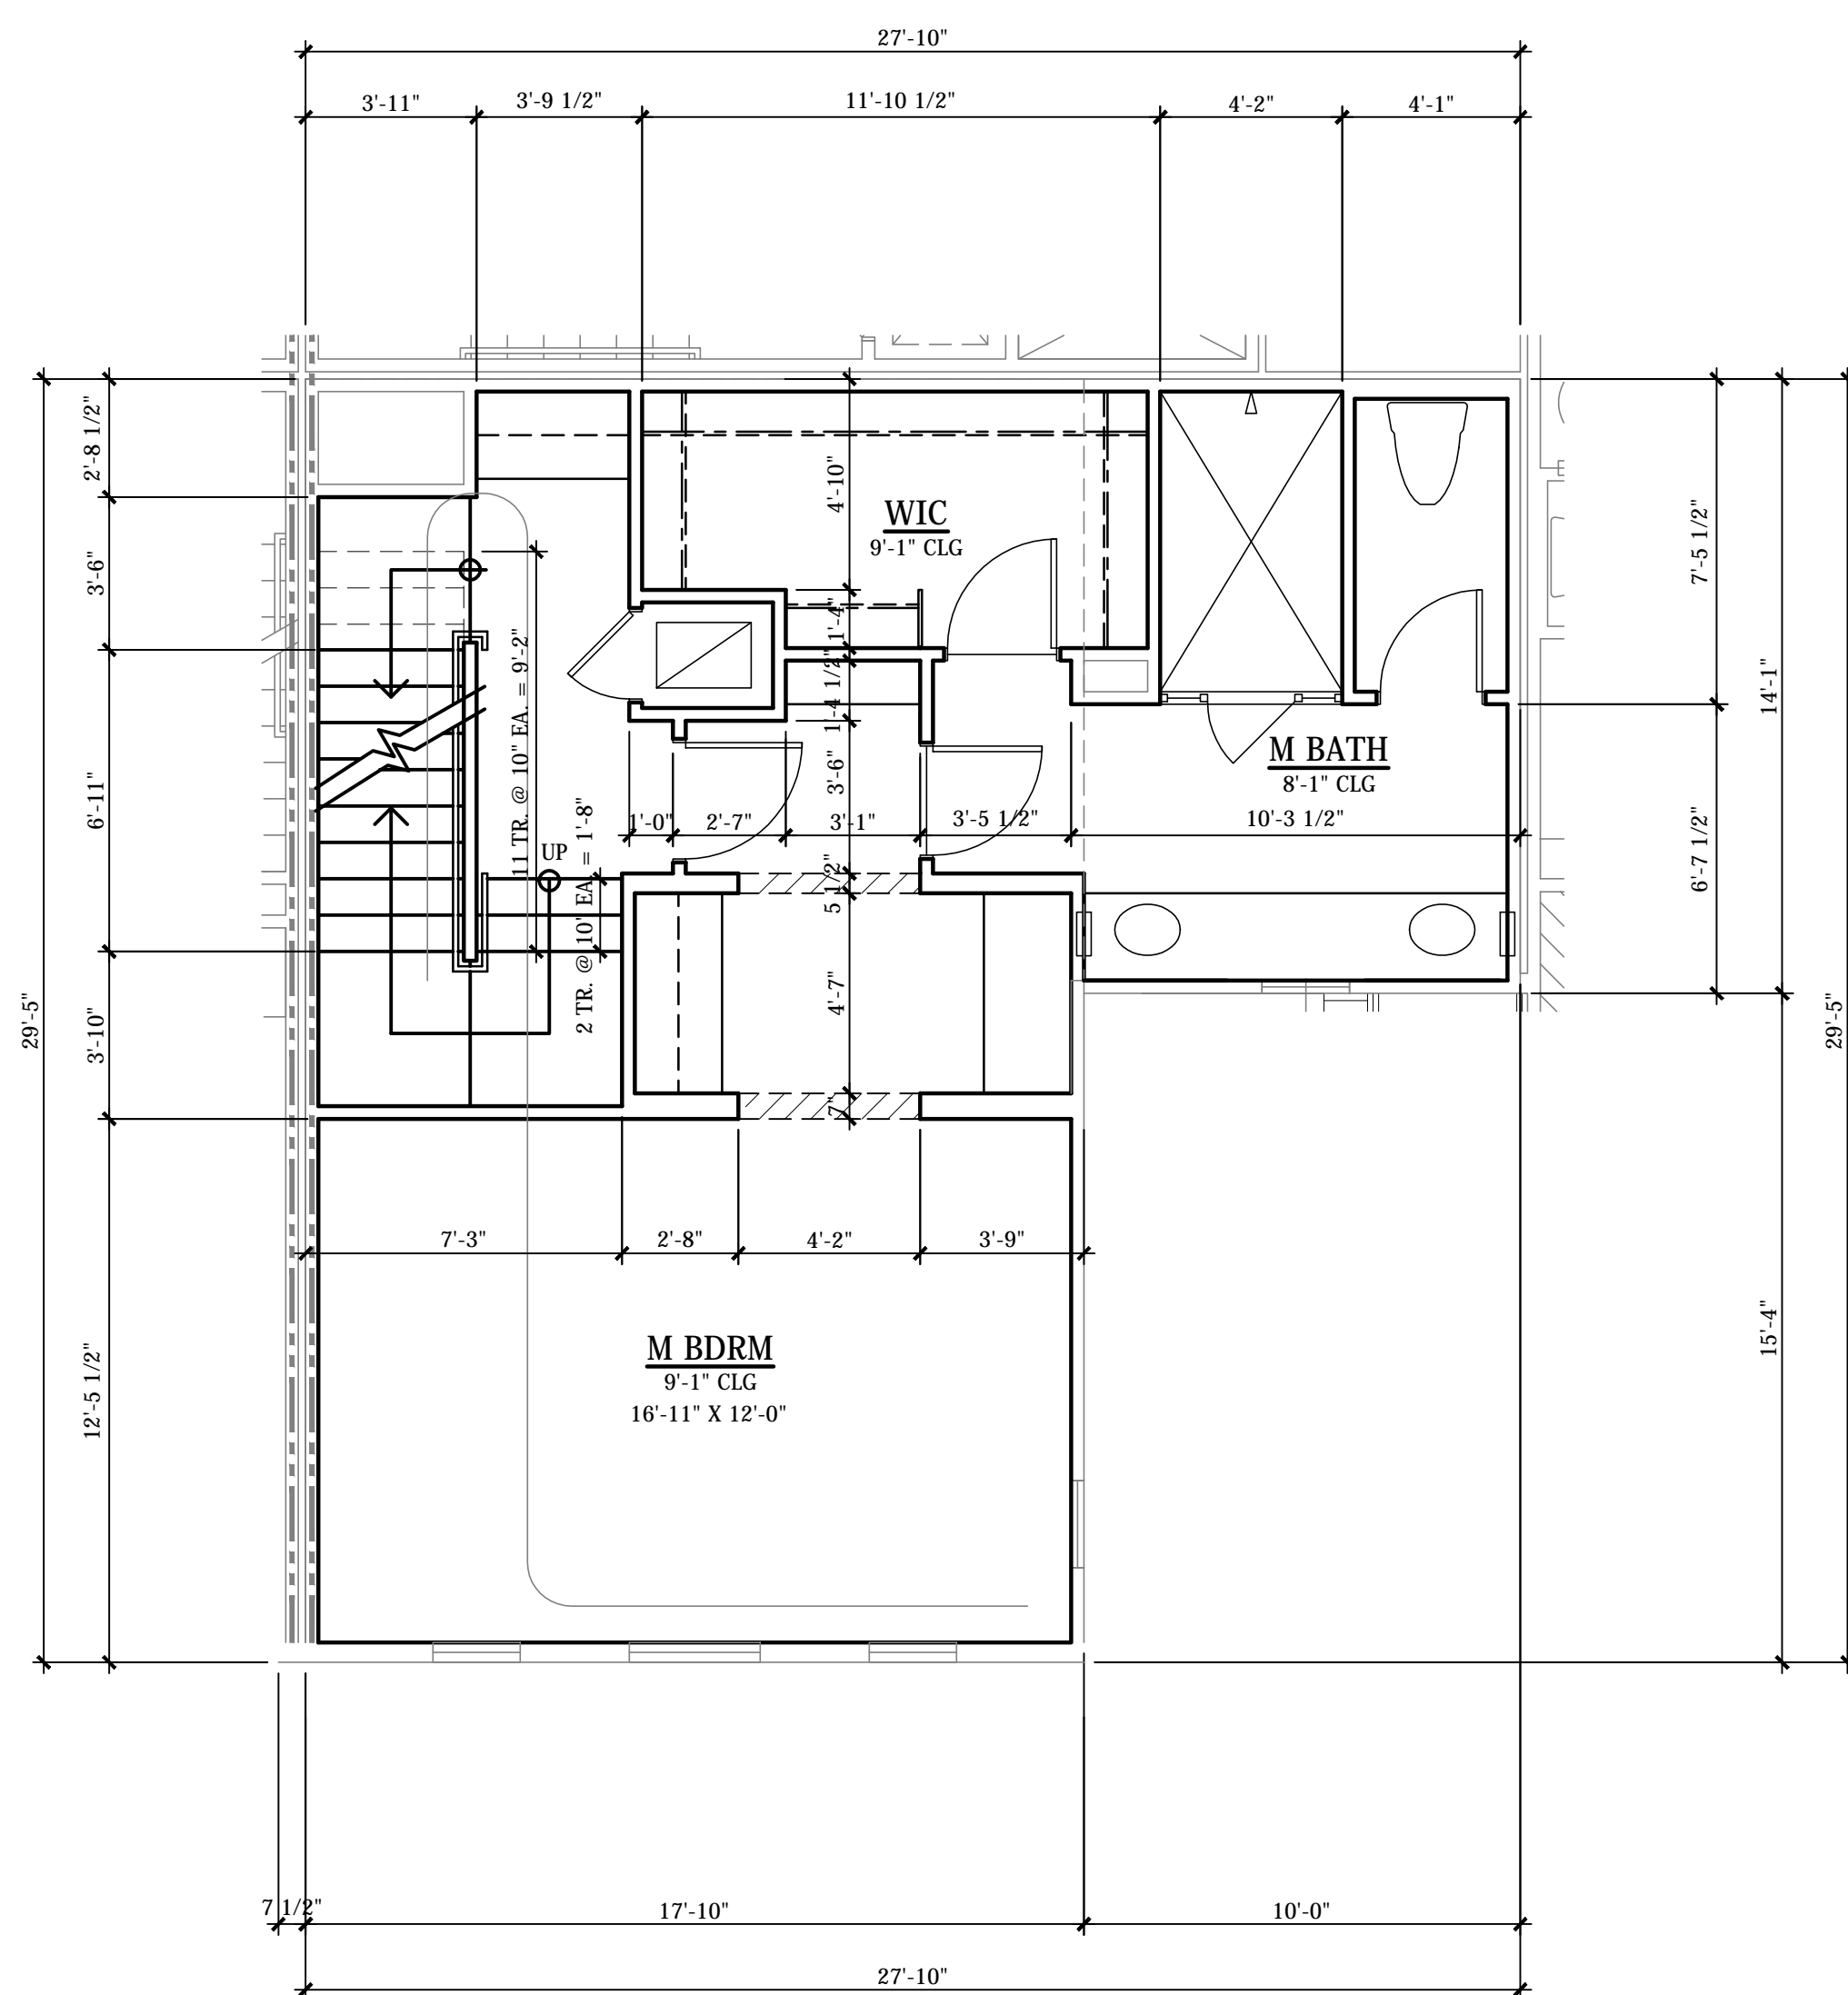 27'-10"
3'-11" 3'-9 1/2" 11'-10 1/2" 4'-2" 4'-1"
2'-8 1/2"
3'-6"
6'-11"
3'-10"
12'-5 1/2"
29'-5"
4'-10"
1'-4"
1'-4 1/2"
3'-6"
5 1/2"
4'-7"
7"
WIC
9'-1" CLG
11 TR. @ 10" EA. = 9'-2"
2 TR. @ 10' EA. = 1'-8"
UP
1'-0" 2'-7" 3'-1" 3'-5 1/2" 10'-3 1/2"
M BATH
8'-1" CLG
7'-5 1/2"
6'-7 1/2"
14'-1"
15'-4"
29'-5"
7'-3" 2'-8" 4'-2" 3'-9"
M BDRM
9'-1" CLG
16'-11" X 12'-0"
7 1/2" 17'-10" 10'-0"
27'-10"